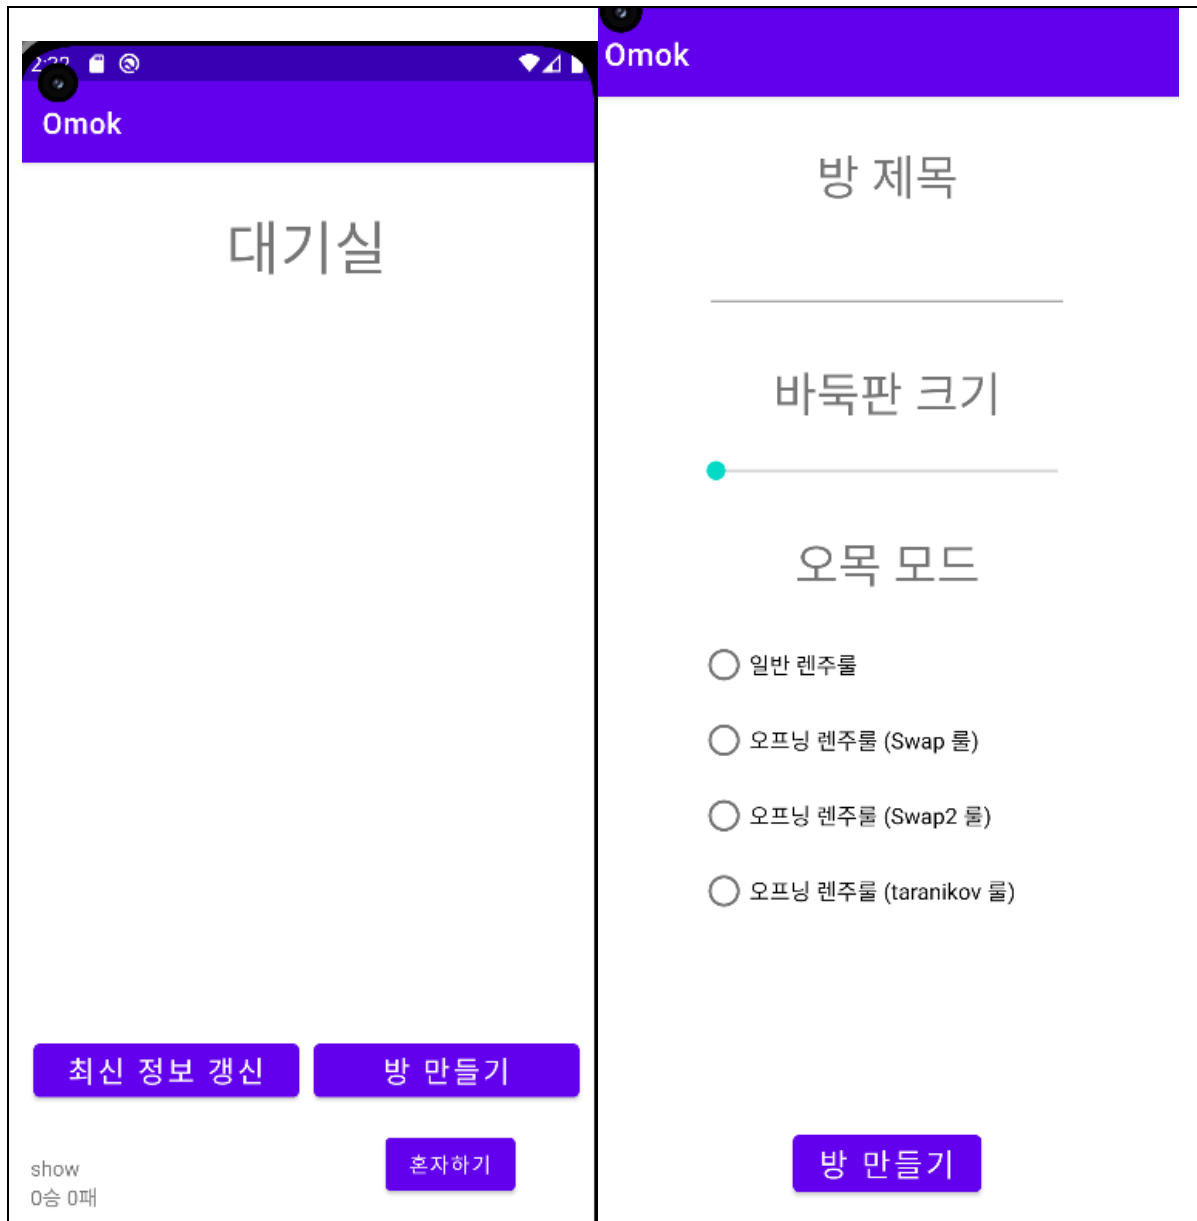 Omok
대기실
최신 정보 갱신
방 만들기
혼자하기
show
0승 0패
Omok
방 제목
바둑판 크기
오목 모드
일반 렌주룰
오프닝 렌주룰 (Swap 룰)
오프닝 렌주룰 (Swap2 룰)
오프닝 렌주룰 (taranikov 룰)
방 만들기